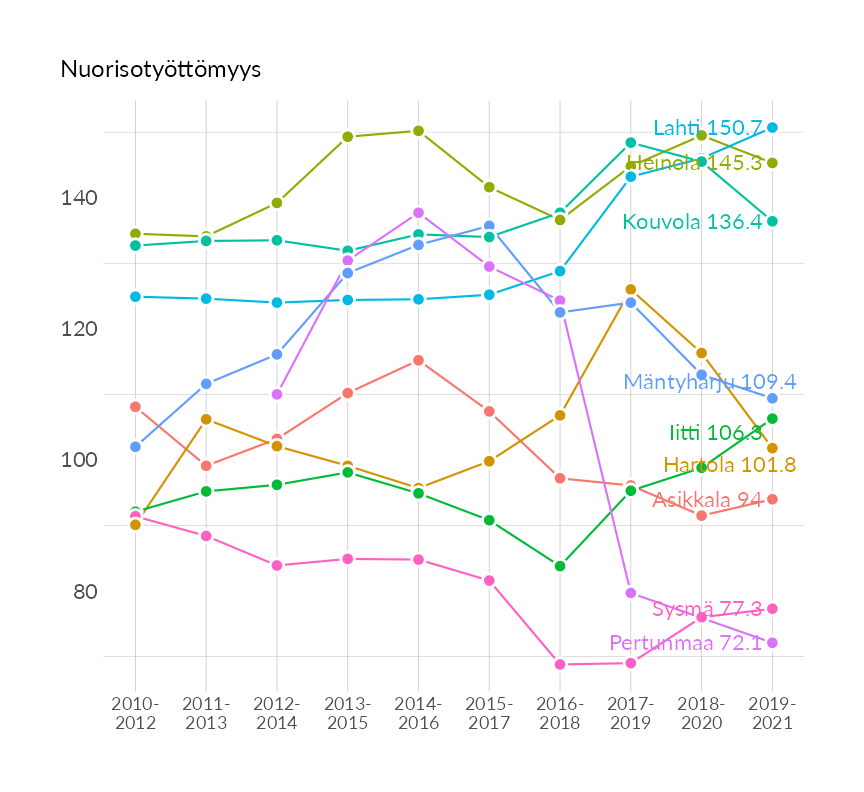 Nuorisotyöttömyys
Lahti 150.7
Heinola 145.3
140
Kouvola 136.4
120
Mäntyharju 109.4
Iitti 106.3
100
Hartola 101.8
Asikkala 94
80
Sysmä 77.3
Pertunmaa 72.1
2010- 2011- 2012- 2013- 2014- 2015- 2016- 2017- 2018- 2019-
2012 2013 2014 2015 2016 2017 2018 2019 2020 2021